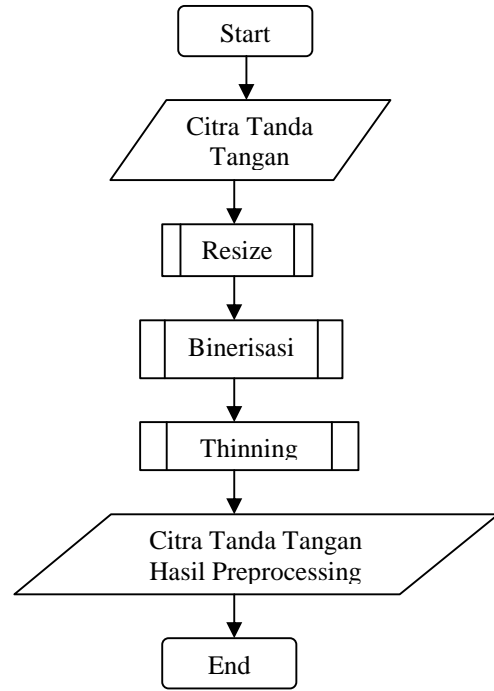 Start
Citra Tanda
Tangan
Resize
Binerisasi
Thinning
Citra Tanda Tangan
Hasil Preprocessing
End